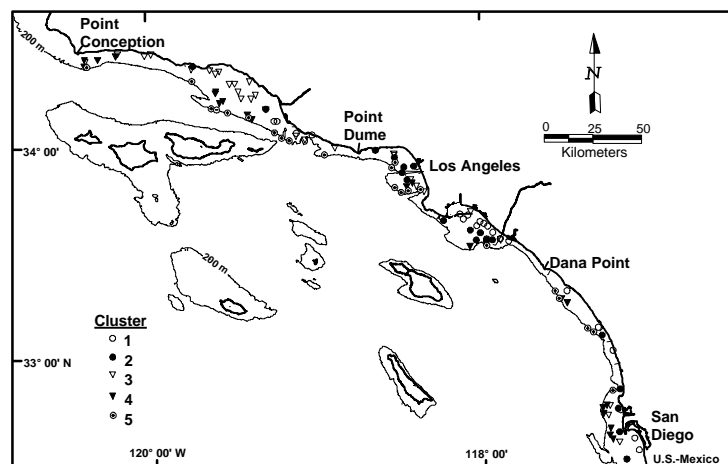 Point
Conception
200 m
N
Point
Dume
0 25 50
Kilometers
34° 00'
Los Angeles
200 m
Dana Point
Cluster
1
2
3
4
5
33° 00' N
San
Diego
U.S.-Mexico
120° 00' W
118° 00'